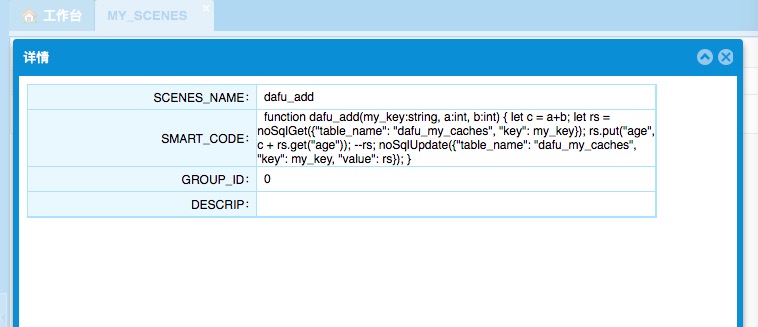 工作台
MY_SCENES
详情
SCENES_NAME: dafu_add
SMART_CODE: function dafu_add(my_key:string, a:int, b:int) { let c = a+b; let rs =
noSqlGet({"table_name": "dafu_my_caches", "key": my_key}); rs.put("age",
c + rs.get("age")); --rs; noSqlUpdate({"table_name": "dafu_my_caches",
"key": my_key, "value": rs}); }
GROUP_ID: 0
DESCRIP: